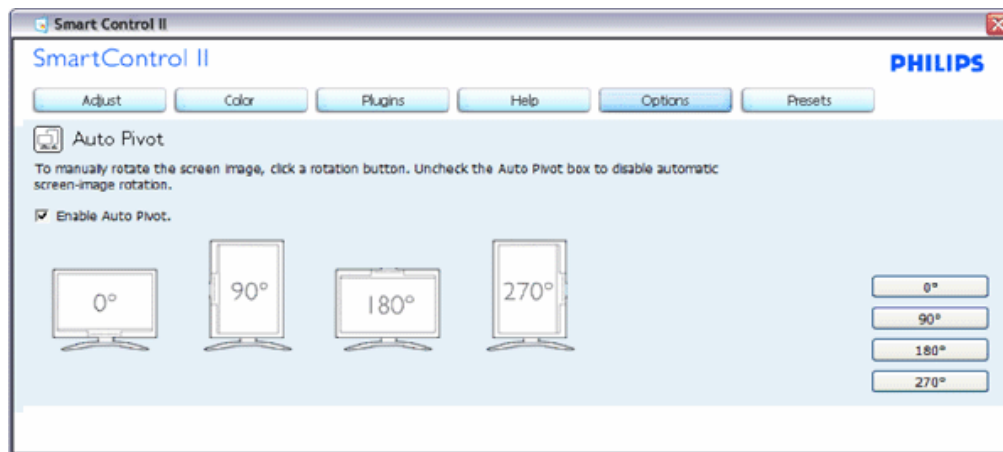 Smart Control II
SmartControl II
PHILIPS
Adjust
Color
Plugins
Help
Options
Presets
Auto Pivot
To manualy rotate the screen image, click a rotation button. Uncheck the Auto Pivot box to disable automatic
screen-image rotation.
Enable Auto Pivot.
0°
90°
180°
270°
0°
90°
180°
270°